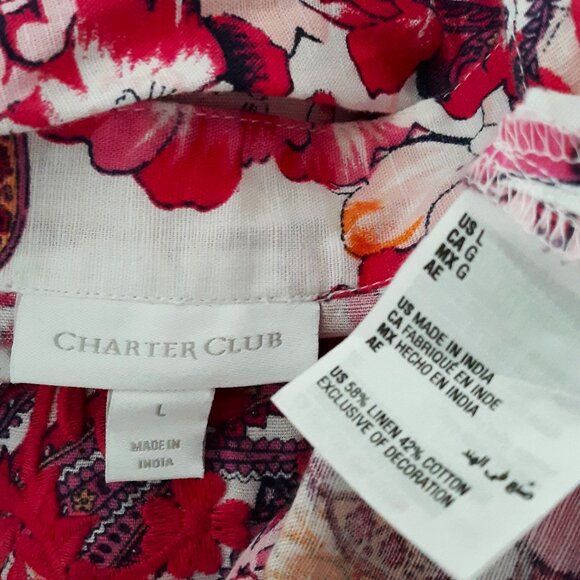 CHARTER CLUB
L
MADE IN
INDIA
US L
CA G
MX G
AE
US MADE IN INDIA
CA FABRIQUÉ EN INDE
MX HECHO EN INDIA
AE
صنع في الهند
US 58% LINEN 42% COTTON
EXCLUSIVE OF DECORATION